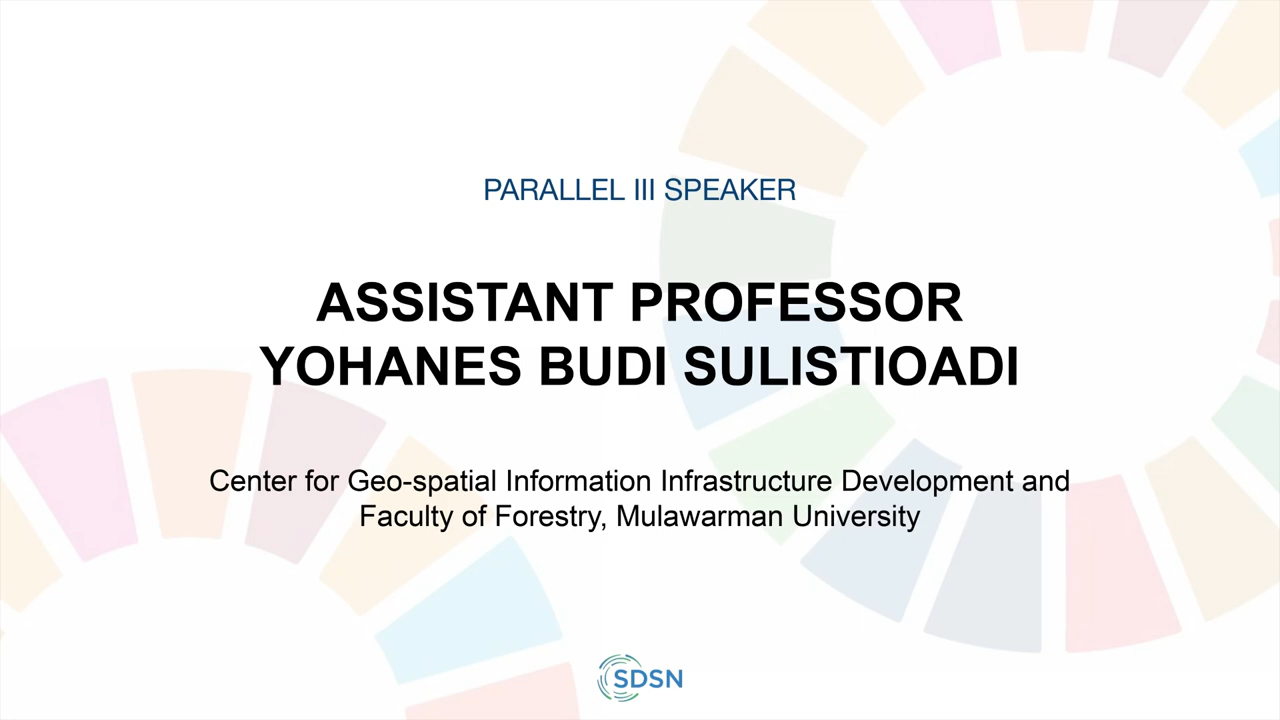 PARALLEL III SPEAKER
ASSISTANT PROFESSOR
YOHANES BUDI SULISTIOADI
Center for Geo-spatial Information Infrastructure Development and
Faculty of Forestry, Mulawarman University
SDSN